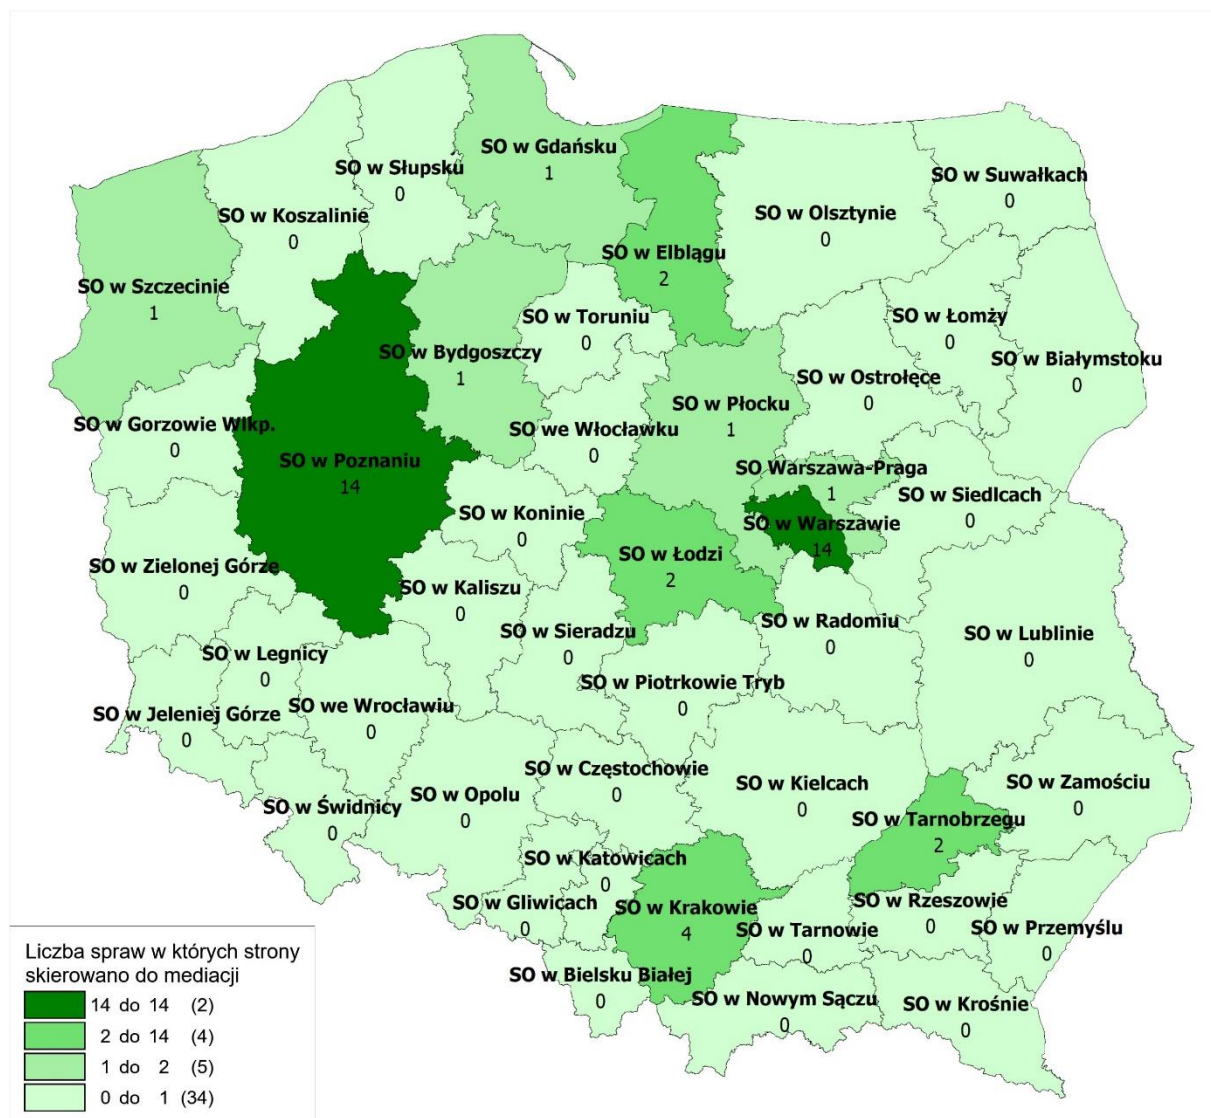 SO w Gdańsku
1
SO w Słupsku
0
SO w Suwałkach
0
SO w Koszalinie
0
SO w Olsztynie
0
SO w Elblągu
2
SO w Szczecinie
1
SO w Toruniu
0
SO w Łomży
0
SO w Bydgoszczy
1
SO w Białymstoku
0
SO w Ostrołęce
0
SO w Płocku
1
SO w Gorzowie Wlkp.
0
SO we Włocławku
0
SO w Poznaniu
14
SO Warszawa-Praga
1
SO w Siedlcach
0
SO w Koninie
0
SO w Warszawie
14
SO w Łodzi
2
SO w Zielonej Górze
0
SO w Kaliszu
0
SO w Radomiu
0
SO w Sieradzu
0
SO w Lublinie
0
SO w Legnicy
0
SO w Piotrkowie Tryb
0
SO we Wrocławiu
0
SO w Jeleniej Górze
0
SO w Częstochowie
0
SO w Kielcach
0
SO w Zamościu
0
SO w Opolu
0
SO w Świdnicy
0
SO w Tarnobrzegu
2
SO w Katowicach
0
SO w Gliwicach
0
SO w Krakowie
4
SO w Rzeszowie
0
SO w Tarnowie
0
SO w Przemyślu
0
SO w Bielsku Białej
0
SO w Nowym Sączu
0
SO w Krośnie
0
Liczba spraw w których strony
skierowano do mediacji
14 do 14 (2)
2 do 14 (4)
1 do 2 (5)
0 do 1 (34)